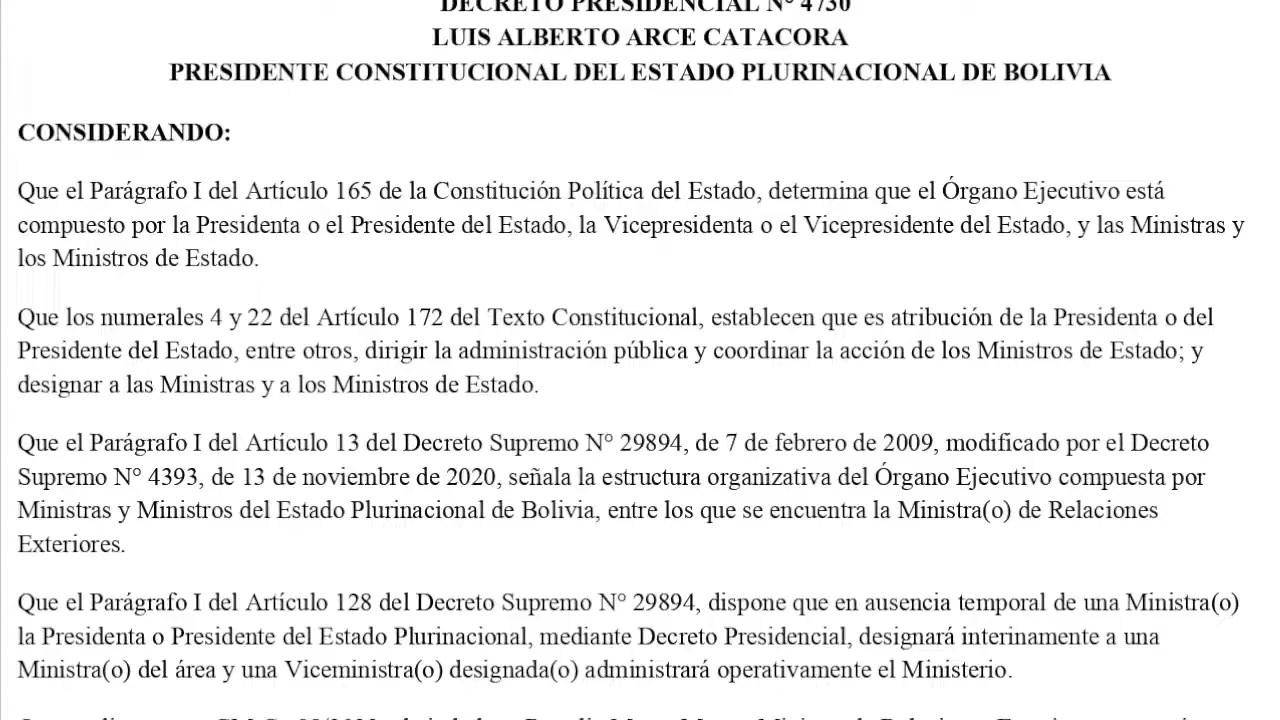 DECRETO PRESIDENCIAL N° 4730
LUIS ALBERTO ARCE CATACORA
PRESIDENTE CONSTITUCIONAL DEL ESTADO PLURINACIONAL DE BOLIVIA
CONSIDERANDO:
Que el Parágrafo I del Artículo 165 de la Constitución Política del Estado, determina que el Órgano Ejecutivo está
compuesto por la Presidenta o el Presidente del Estado, la Vicepresidenta o el Vicepresidente del Estado, y las Ministras y
los Ministros de Estado.
Que los numerales 4 y 22 del Artículo 172 del Texto Constitucional, establecen que es atribución de la Presidenta o del
Presidente del Estado, entre otros, dirigir la administración pública y coordinar la acción de los Ministros de Estado; y
designar a las Ministras y a los Ministros de Estado.
Que el Parágrafo I del Artículo 13 del Decreto Supremo N° 29894, de 7 de febrero de 2009, modificado por el Decreto
Supremo N° 4393, de 13 de noviembre de 2020, señala la estructura organizativa del Órgano Ejecutivo compuesta por
Ministras y Ministros del Estado Plurinacional de Bolivia, entre los que se encuentra la Ministra(o) de Relaciones
Exteriores.
Que el Parágrafo I del Artículo 128 del Decreto Supremo N° 29894, dispone que en ausencia temporal de una Ministra(o)
la Presidenta o Presidente del Estado Plurinacional, mediante Decreto Presidencial, designará interinamente a una
Ministra(o) del área y una Viceministra(o) designada(o) administrará operativamente el Ministerio.